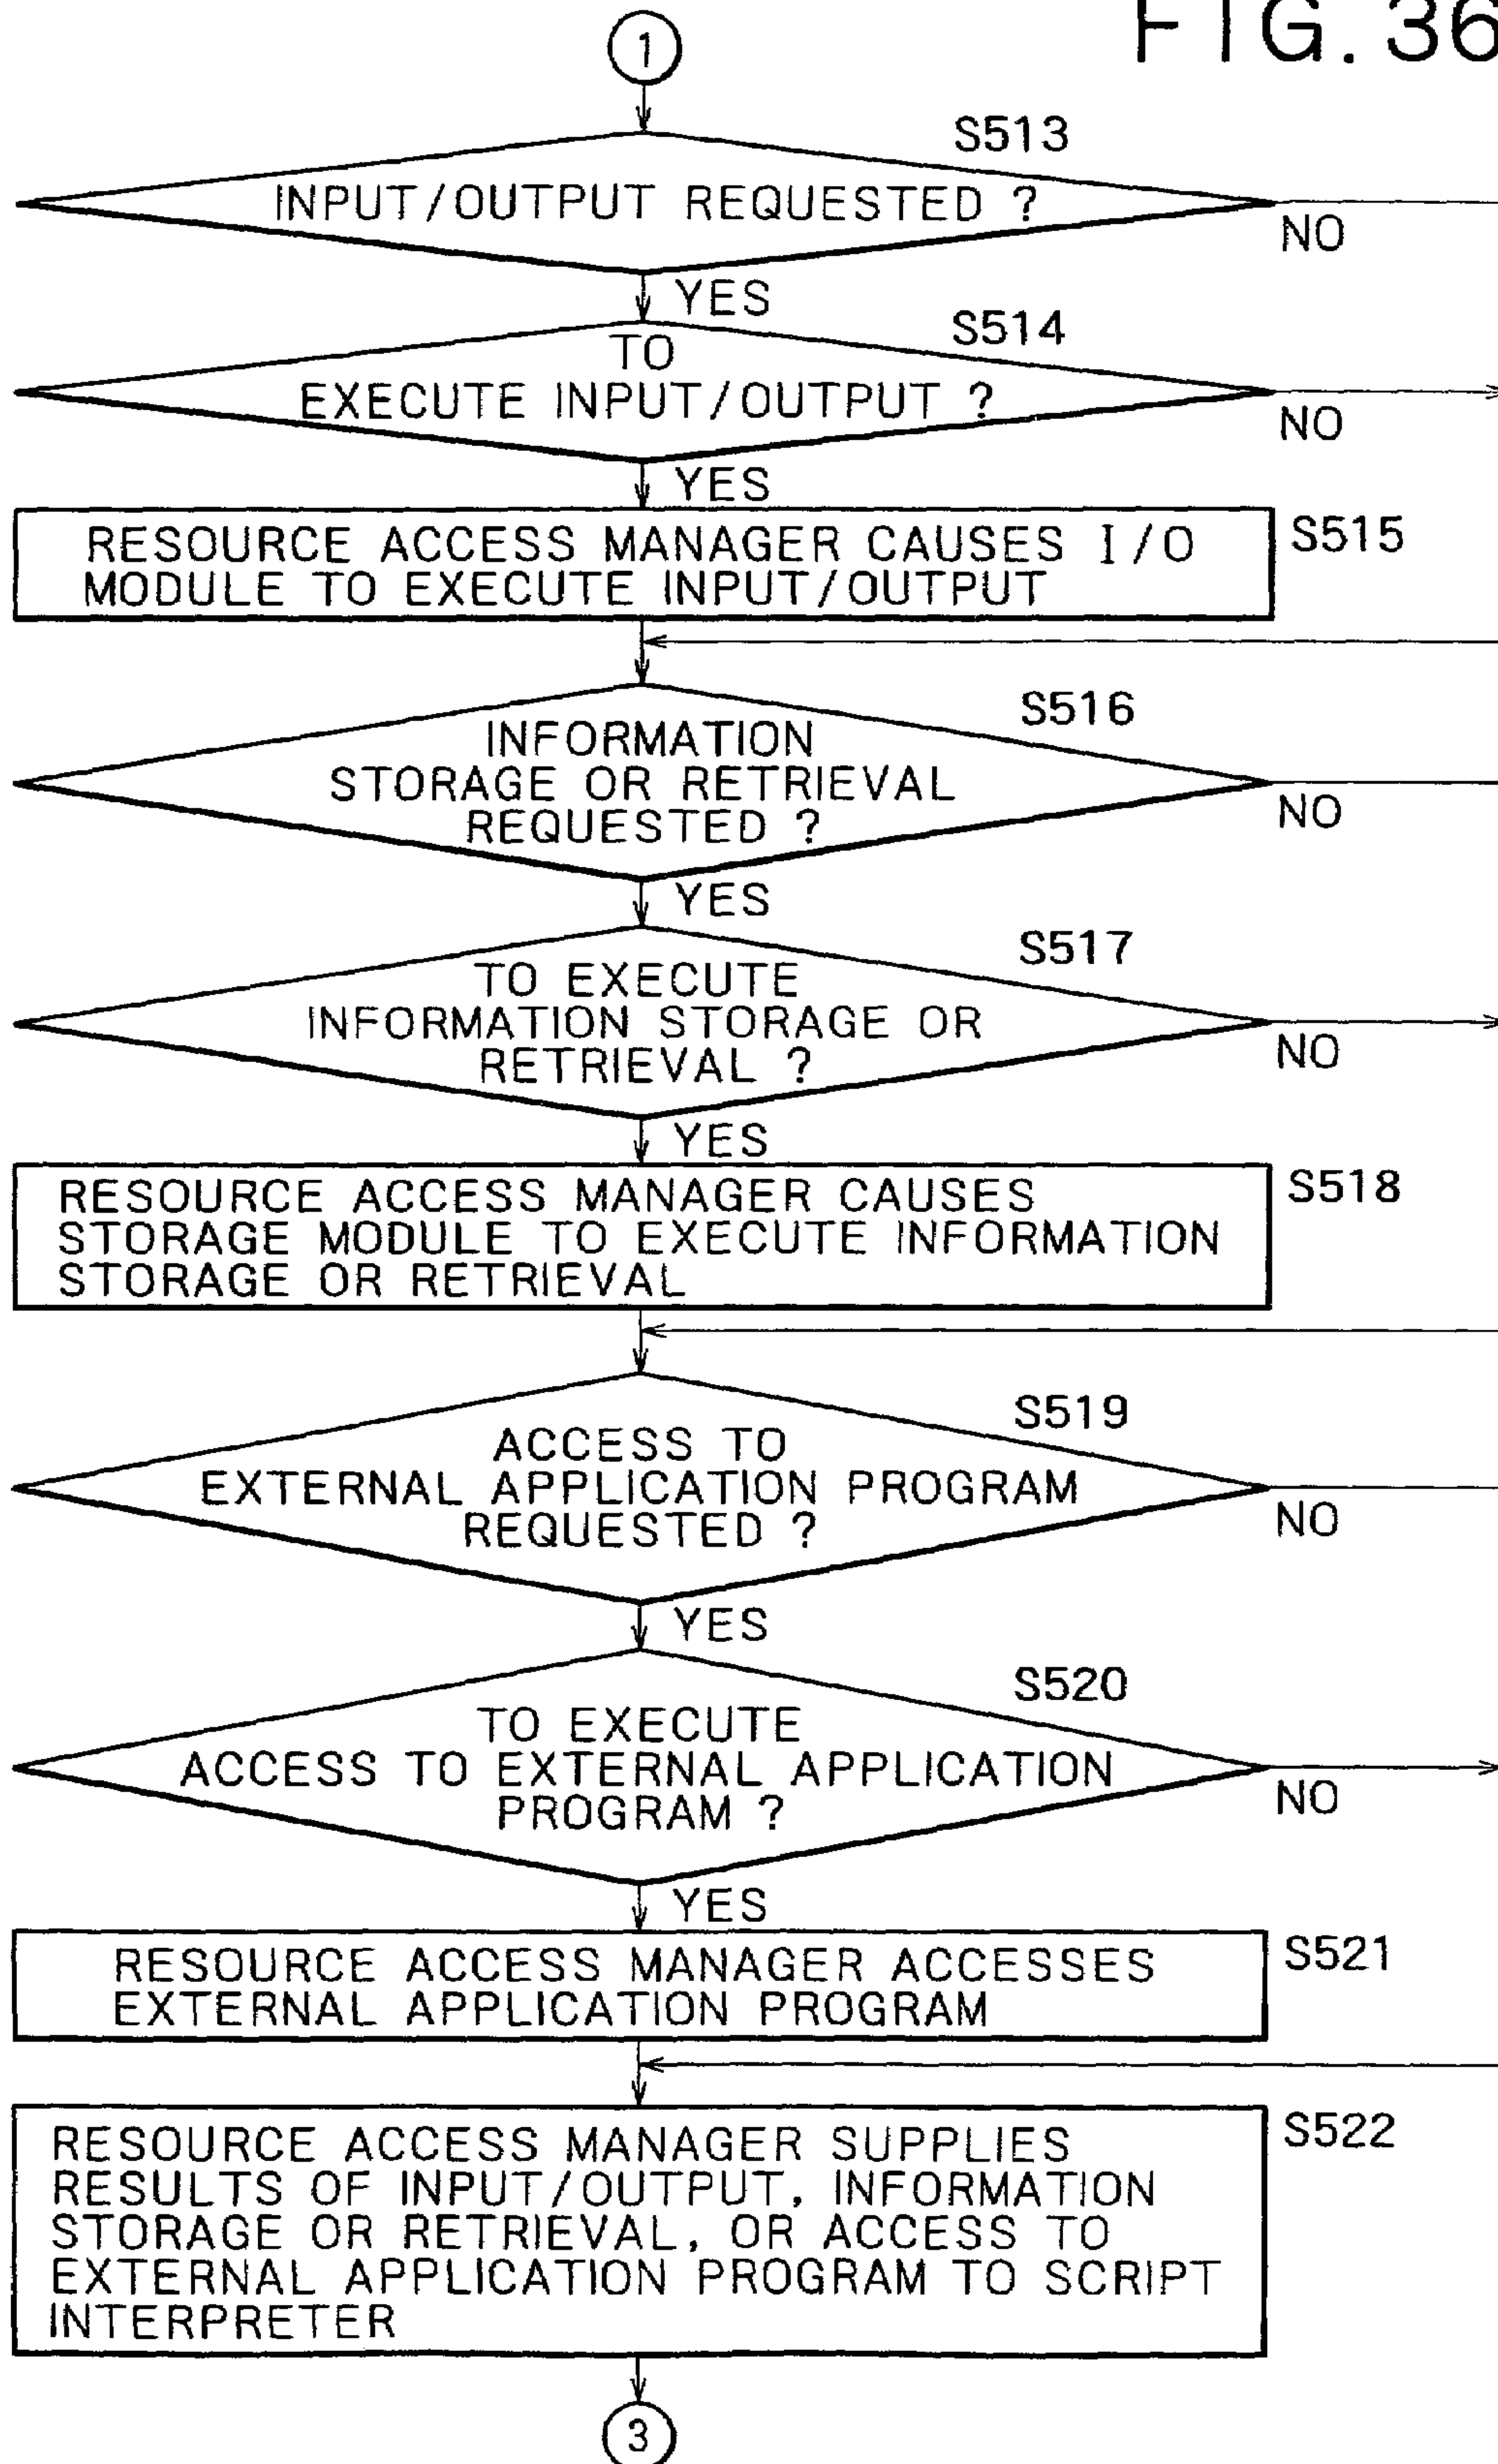 FIG. 36
1
S513
INPUT/OUTPUT REQUESTED ?
NO
YES
S514
TO
EXECUTE INPUT/OUTPUT ?
NO
YES
RESOURCE ACCESS MANAGER CAUSES I/O
MODULE TO EXECUTE INPUT/OUTPUT
S515
S516
INFORMATION
STORAGE OR RETRIEVAL
REQUESTED ?
NO
YES
S517
TO EXECUTE
INFORMATION STORAGE OR
RETRIEVAL ?
NO
YES
RESOURCE ACCESS MANAGER CAUSES
STORAGE MODULE TO EXECUTE INFORMATION
STORAGE OR RETRIEVAL
S518
S519
ACCESS TO
EXTERNAL APPLICATION PROGRAM
REQUESTED ?
NO
YES
S520
TO EXECUTE
ACCESS TO EXTERNAL APPLICATION
PROGRAM ?
NO
YES
RESOURCE ACCESS MANAGER ACCESSES
EXTERNAL APPLICATION PROGRAM
S521
RESOURCE ACCESS MANAGER SUPPLIES
RESULTS OF INPUT/OUTPUT, INFORMATION
STORAGE OR RETRIEVAL, OR ACCESS TO
EXTERNAL APPLICATION PROGRAM TO SCRIPT
INTERPRETER
S522
3